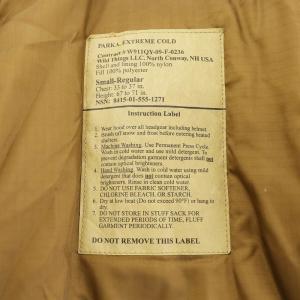 PARKA, EXTREME COLD
Contract # W911QY-09-F-0236
Wild Things LLC, North Conway, NH USA
Shell and lining 100% nylon
Fill 100% polyester
Small-Regular
Chest: 33 to 37 in.
Height: 67 to 71 in.
NSN: 8415-01-555-1271
Instruction Label
1. Wear hood over all headgear including helmet.
2. Brush off snow and frost before entering heated
shelters.
3. Machine Washing. Use Permanent Press Cycle.
Wash in cold water and use mild detergent. To
prevent degradation garment detergents shall not
contain optical brighteners.
4. Hand Washing. Wash in cold water using mild
detergent that does not contain optical
brighteners. Rinse in clean cold water.
5. DO NOT USE FABRIC SOFTENER,
CHLORINE BLEACH, OR STARCH.
6. Dry at low heat (Do not exceed 90°F) or hang to
dry.
7. DO NOT STORE IN STUFF SACK FOR
EXTENDED PERIODS OF TIME, FLUFF
GARMENT PERIODICALLY.
DO NOT REMOVE THIS LABEL